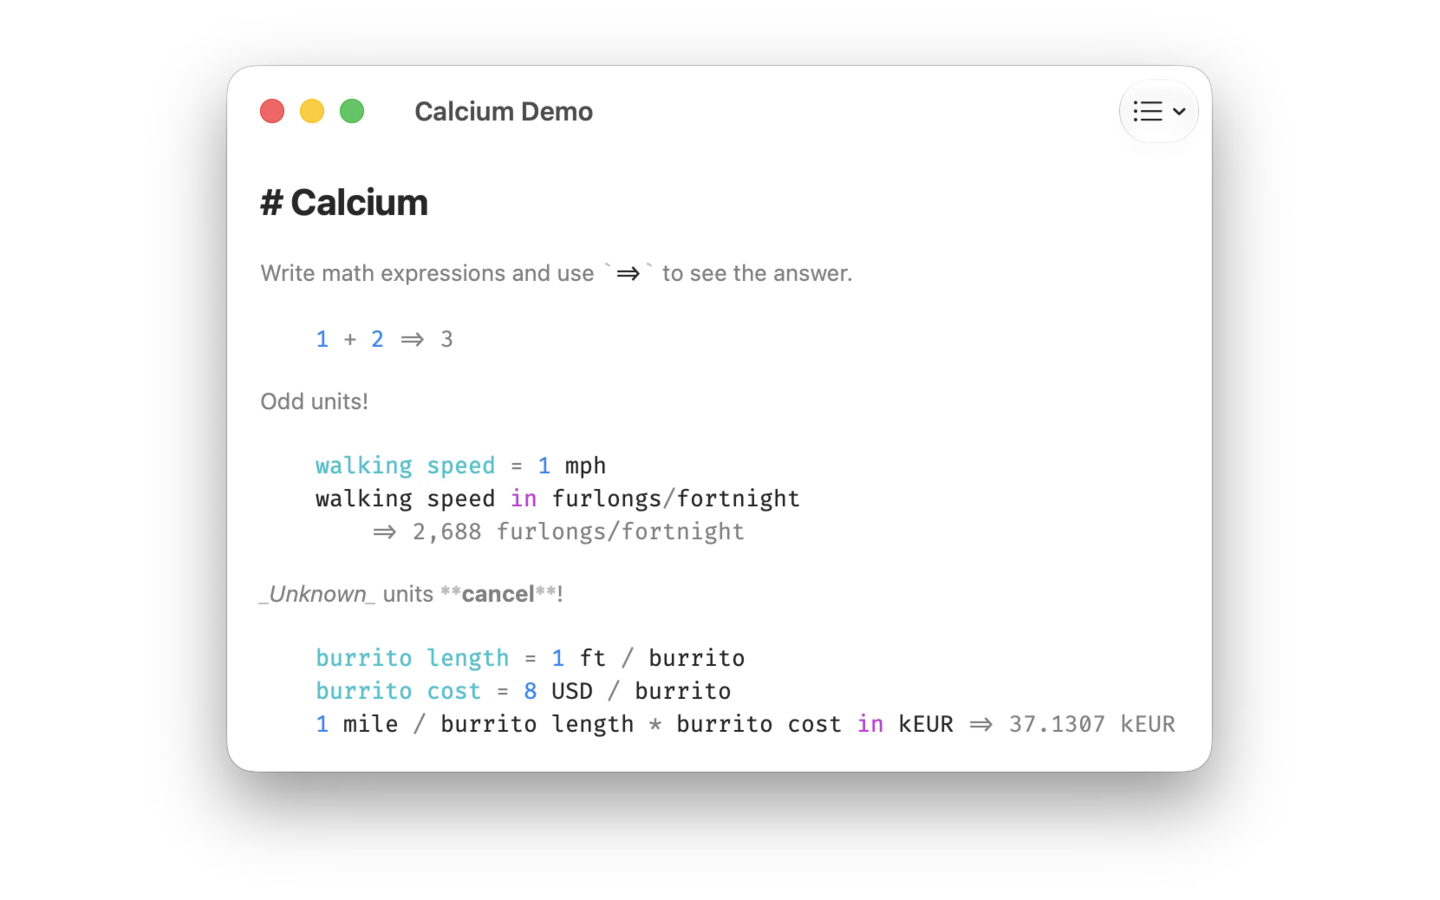 Calcium Demo
# Calcium
Write math expressions and use `⇒` to see the answer.
1 + 2 ⇒ 3
Odd units!
walking speed = 1 mph
walking speed in furlongs/fortnight
⇒ 2,688 furlongs/fortnight
_Unknown_ units **cancel**!
burrito length = 1 ft / burrito
burrito cost = 8 USD / burrito
1 mile / burrito length * burrito cost in kEUR ⇒ 37.1307 kEUR